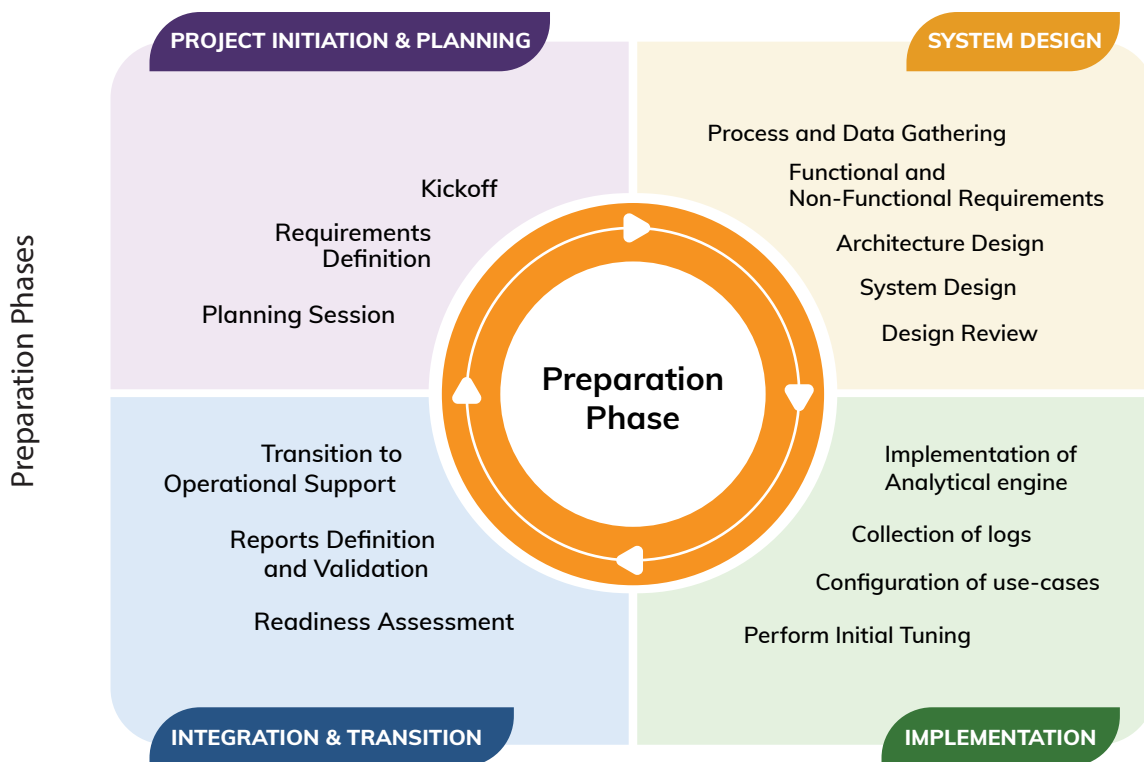 PROJECT INITIATION & PLANNING
SYSTEM DESIGN
Preparation Phases
Kickoff
Requirements
Definition
Planning Session
Process and Data Gathering
Functional and
Non-Functional Requirements
Architecture Design
System Design
Design Review
Preparation
Phase
Transition to
Operational Support
Reports Definition
and Validation
Readiness Assessment
Implementation of
Analytical engine
Collection of logs
Configuration of use-cases
Perform Initial Tuning
INTEGRATION & TRANSITION
IMPLEMENTATION